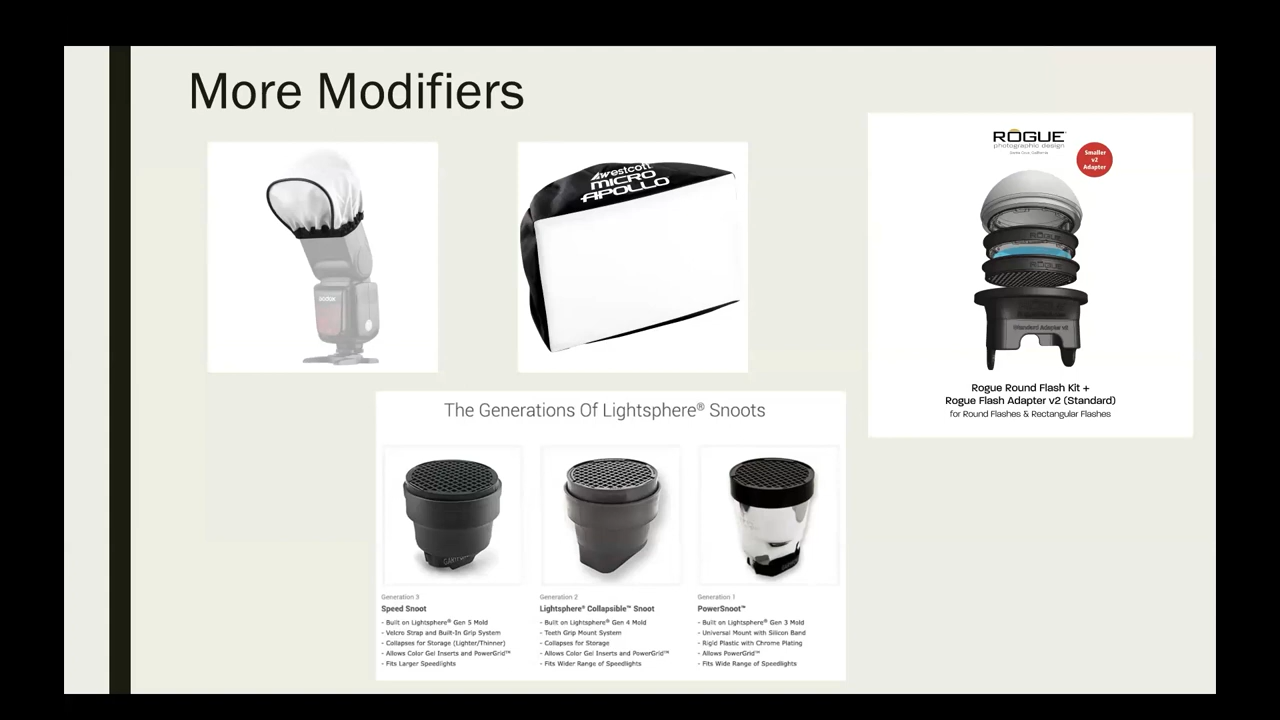 More Modifiers
Godox
Westcott
MICRO
APOLLO
ROGUE
photographic design
Smaller
v2
Adapter
ROGUE
Standard Adapter v2
Rogue Round Flash Kit +
Rogue Flash Adapter v2 (Standard)
for Round Flashes & Rectangular Flashes
The Generations Of Lightsphere® Snoots
Generation 3
Speed Snoot
- Built on Lightsphere® Gen 5 Mold
- Velcro Strap and Built-In Grip System
- Collapses for Storage (Lighter/Thinner)
- Allows Color Gel Inserts and PowerGrid™
- Fits Larger Speedlights
Generation 2
Lightsphere® Collapsible™ Snoot
- Built on Lightsphere® Gen 4 Mold
- Teeth Grip Mount System
- Collapses for Storage
- Allows Color Gel Inserts and PowerGrid™
- Fits Wider Range of Speedlights
Generation 1
PowerSnoot™
- Built on Lightsphere® Gen 3 Mold
- Universal Mount with Silicon Band
- Rigid Plastic with Chrome Plating
- Allows PowerGrid™
- Fits Wide Range of Speedlights